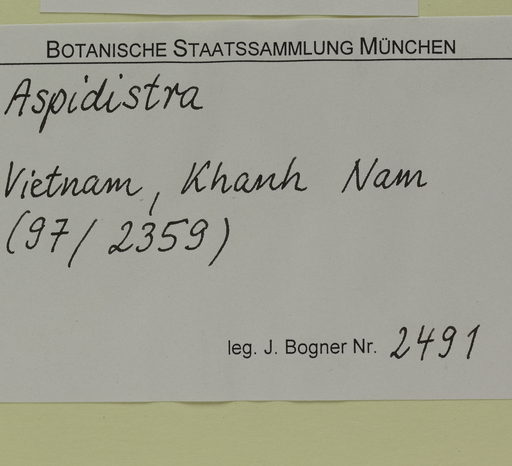 BOTANISCHE STAATSSAMMLUNG MÜNCHEN
Aspidistra
Vietnam, Khanh Nam
(97/2359)
leg. J. Bogner Nr. 2491